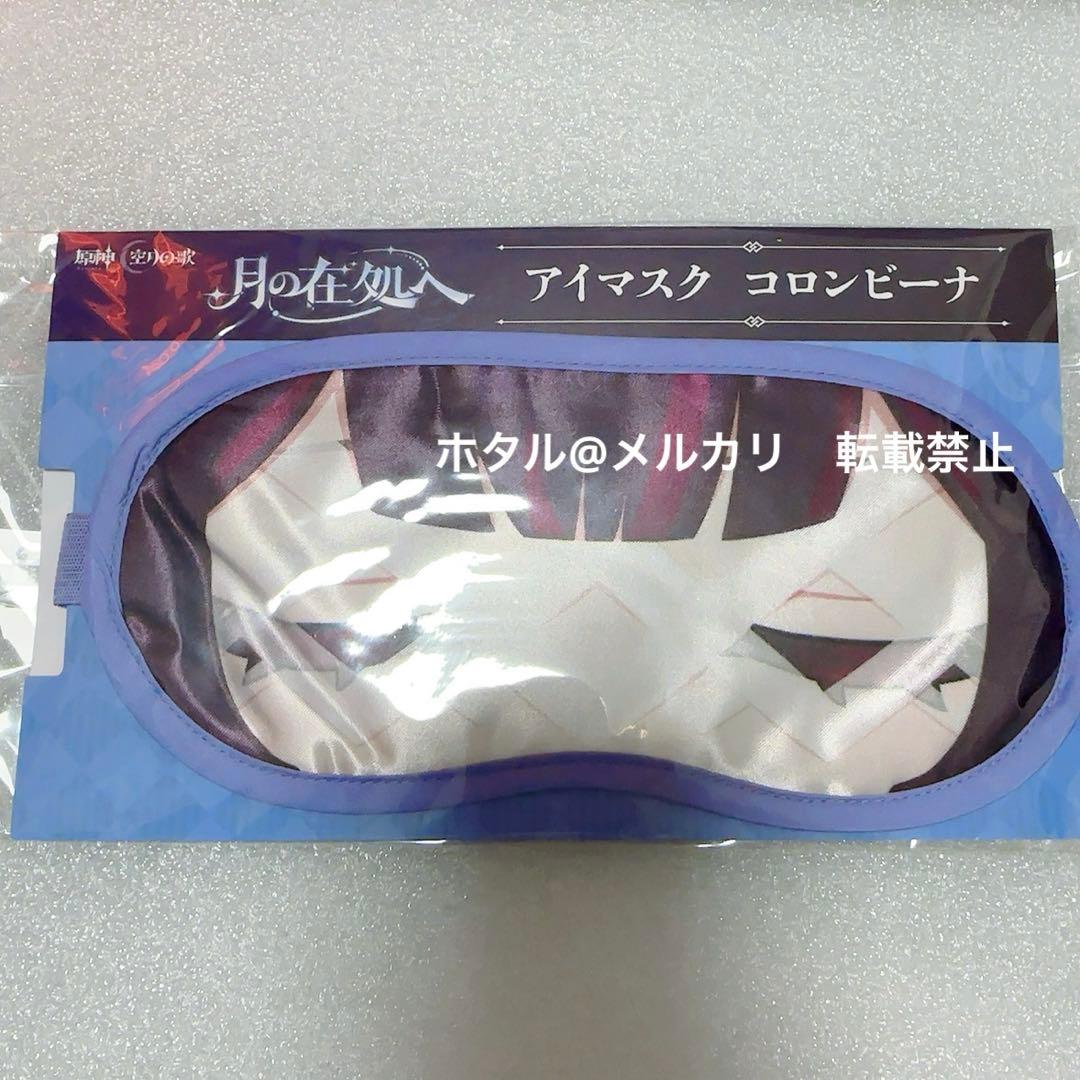 原神 空月の歌
月の在処へ
アイマスク コロンビーナ
ホタル@メルカリ 転載禁止